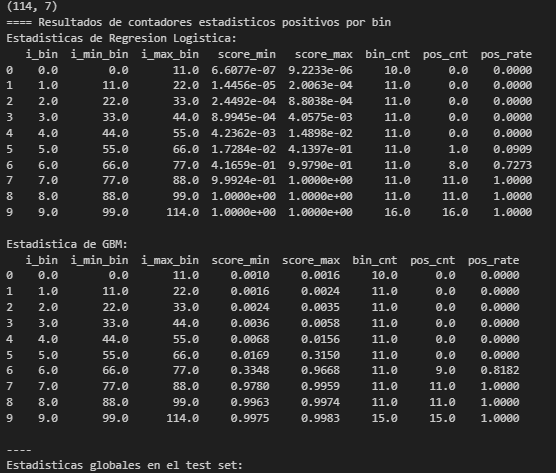 (114, 7)
==== Resultados de contadores estadisticos positivos por bin
Estadisticas de Regresion Logistica:
i_bin i_min_bin i_max_bin score_min score_max bin_cnt pos_cnt pos_rate
0 0.0 0.0 11.0 6.6077e-07 9.2233e-06 10.0 0.0 0.0000
1 1.0 11.0 22.0 1.4456e-05 2.0063e-04 11.0 0.0 0.0000
2 2.0 22.0 33.0 2.4492e-04 8.8038e-04 11.0 0.0 0.0000
3 3.0 33.0 44.0 8.9945e-04 4.0575e-03 11.0 0.0 0.0000
4 4.0 44.0 55.0 4.2362e-03 1.4898e-02 11.0 0.0 0.0000
5 5.0 55.0 66.0 1.7284e-02 4.1397e-01 11.0 1.0 0.0909
6 6.0 66.0 77.0 4.1659e-01 9.9790e-01 11.0 8.0 0.7273
7 7.0 77.0 88.0 9.9924e-01 1.0000e+00 11.0 11.0 1.0000
8 8.0 88.0 99.0 1.0000e+00 1.0000e+00 11.0 11.0 1.0000
9 9.0 99.0 114.0 1.0000e+00 1.0000e+00 16.0 16.0 1.0000
Estadistica de GBM:
i_bin i_min_bin i_max_bin score_min score_max bin_cnt pos_cnt pos_rate
0 0.0 0.0 11.0 0.0010 0.0016 10.0 0.0 0.0000
1 1.0 11.0 22.0 0.0016 0.0024 11.0 0.0 0.0000
2 2.0 22.0 33.0 0.0024 0.0035 11.0 0.0 0.0000
3 3.0 33.0 44.0 0.0036 0.0058 11.0 0.0 0.0000
4 4.0 44.0 55.0 0.0068 0.0156 11.0 0.0 0.0000
5 5.0 55.0 66.0 0.0169 0.3150 11.0 0.0 0.0000
6 6.0 66.0 77.0 0.3348 0.9668 11.0 9.0 0.8182
7 7.0 77.0 88.0 0.9780 0.9959 11.0 11.0 1.0000
8 8.0 88.0 99.0 0.9963 0.9974 11.0 11.0 1.0000
9 9.0 99.0 114.0 0.9975 0.9983 15.0 15.0 1.0000
----
Estadisticas globales en el test set: